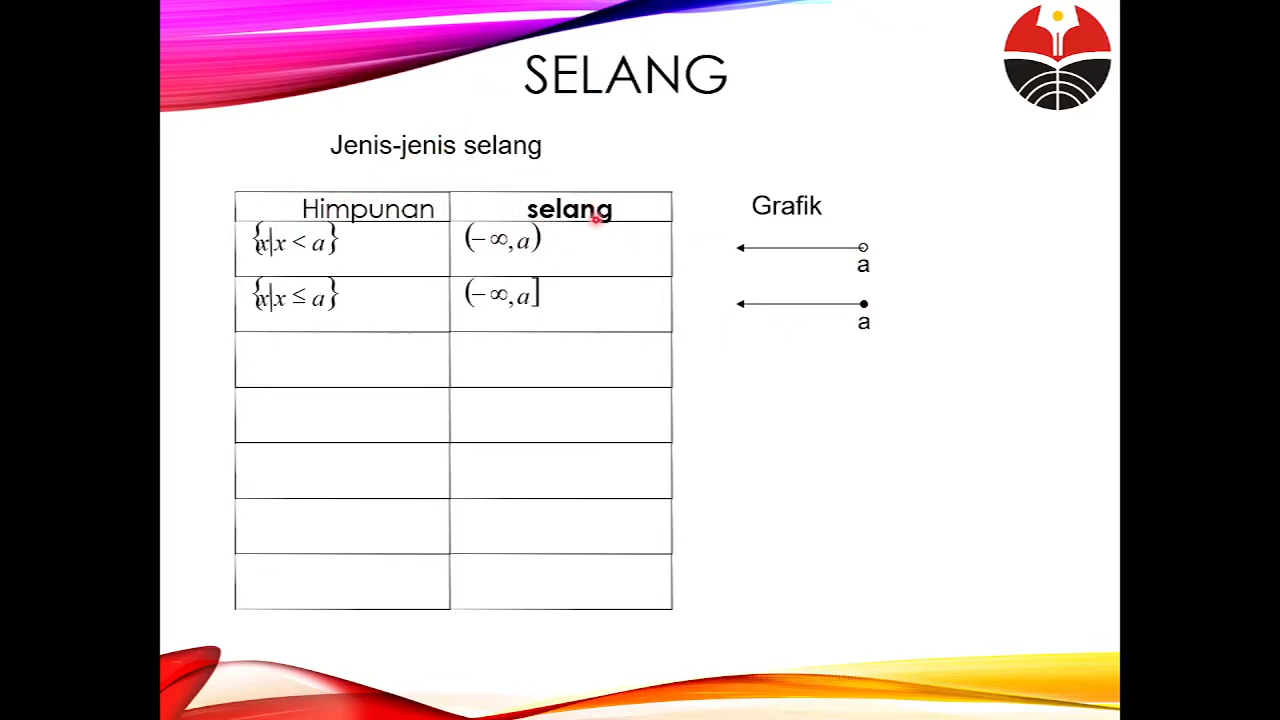 SELANG
Jenis-jenis selang
Himpunan selang Grafik
{x|x < a} (−∞, a)
a
{x|x ≤ a} (−∞, a]
a